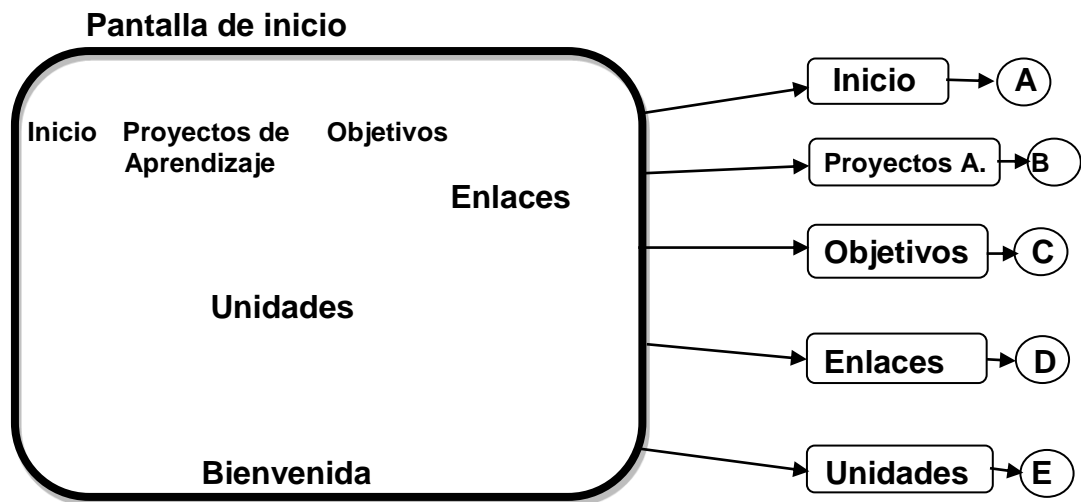 Pantalla de inicio
Inicio Proyectos de Objetivos
Aprendizaje
Enlaces
Unidades
Bienvenida
Inicio A
Proyectos A. B
Objetivos C
Enlaces D
Unidades E